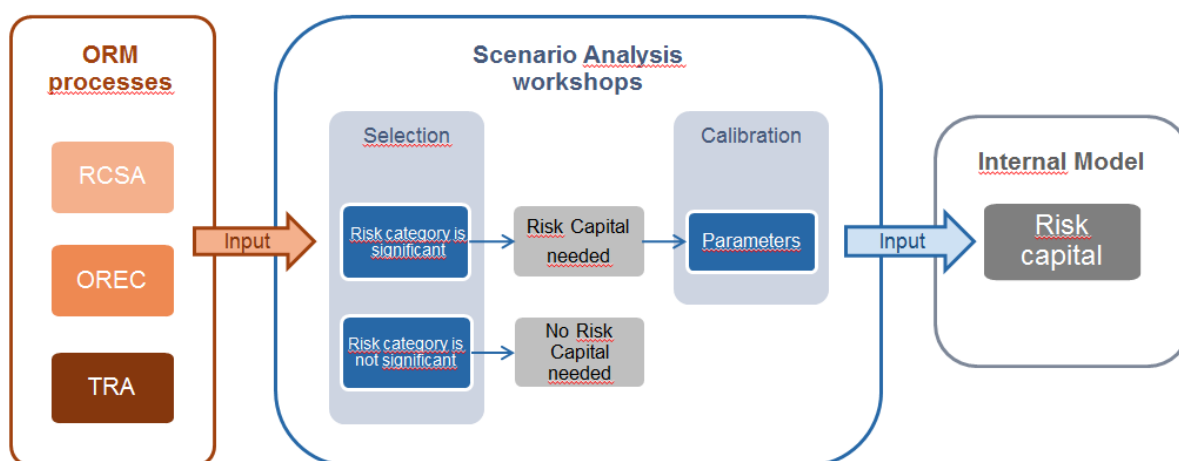 ORM
processes
RCSA
OREC
TRA
Input
Scenario Analysis
workshops
Selection
Risk category is
significant
Risk category is
not significant
Risk Capital
needed
No Risk
Capital
needed
Calibration
Parameters
Input
Internal Model
Risk
capital